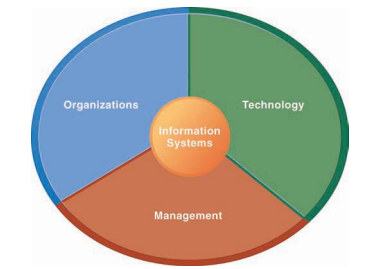 Organizations
Technology
Information
Systems
Management